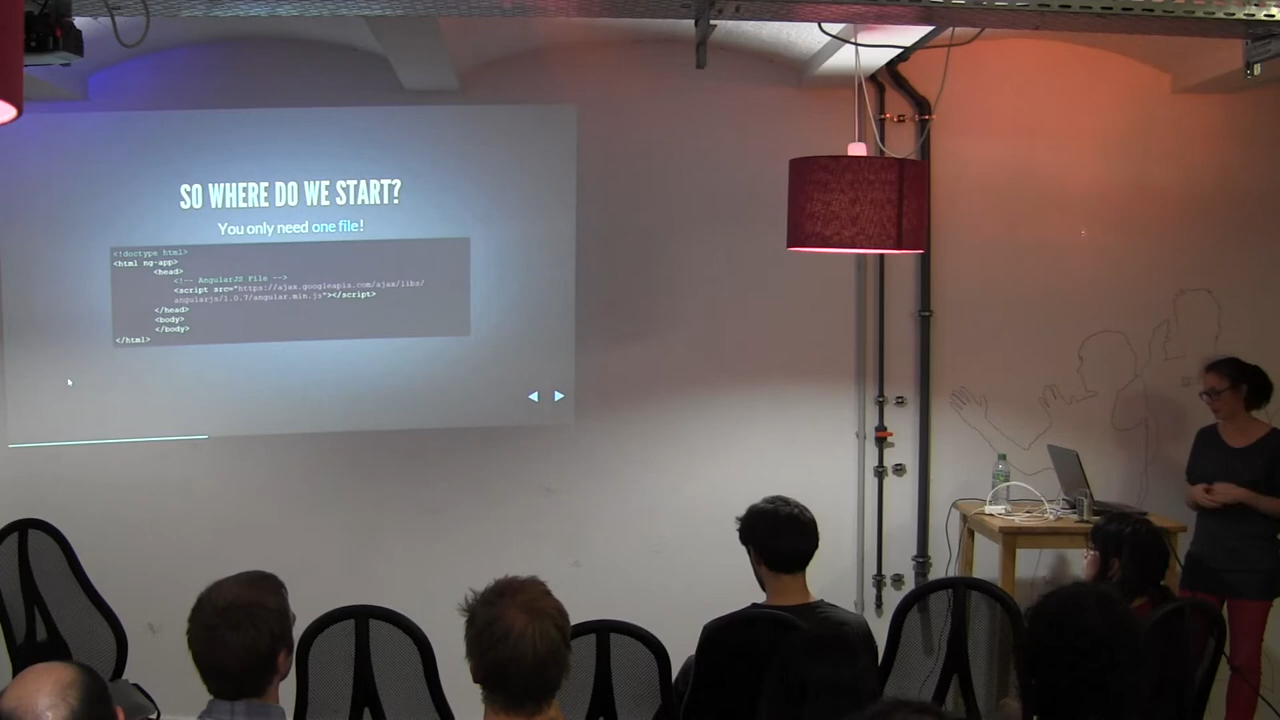 SO WHERE DO WE START?
You only need one file!
<!doctype html>
<html ng-app>
<head>
<!-- AngularJS File -->
<script src="https://ajax.googleapis.com/ajax/libs/
angularjs/1.0.7/angular.min.js"></script>
</head>
<body>
</body>
</html>